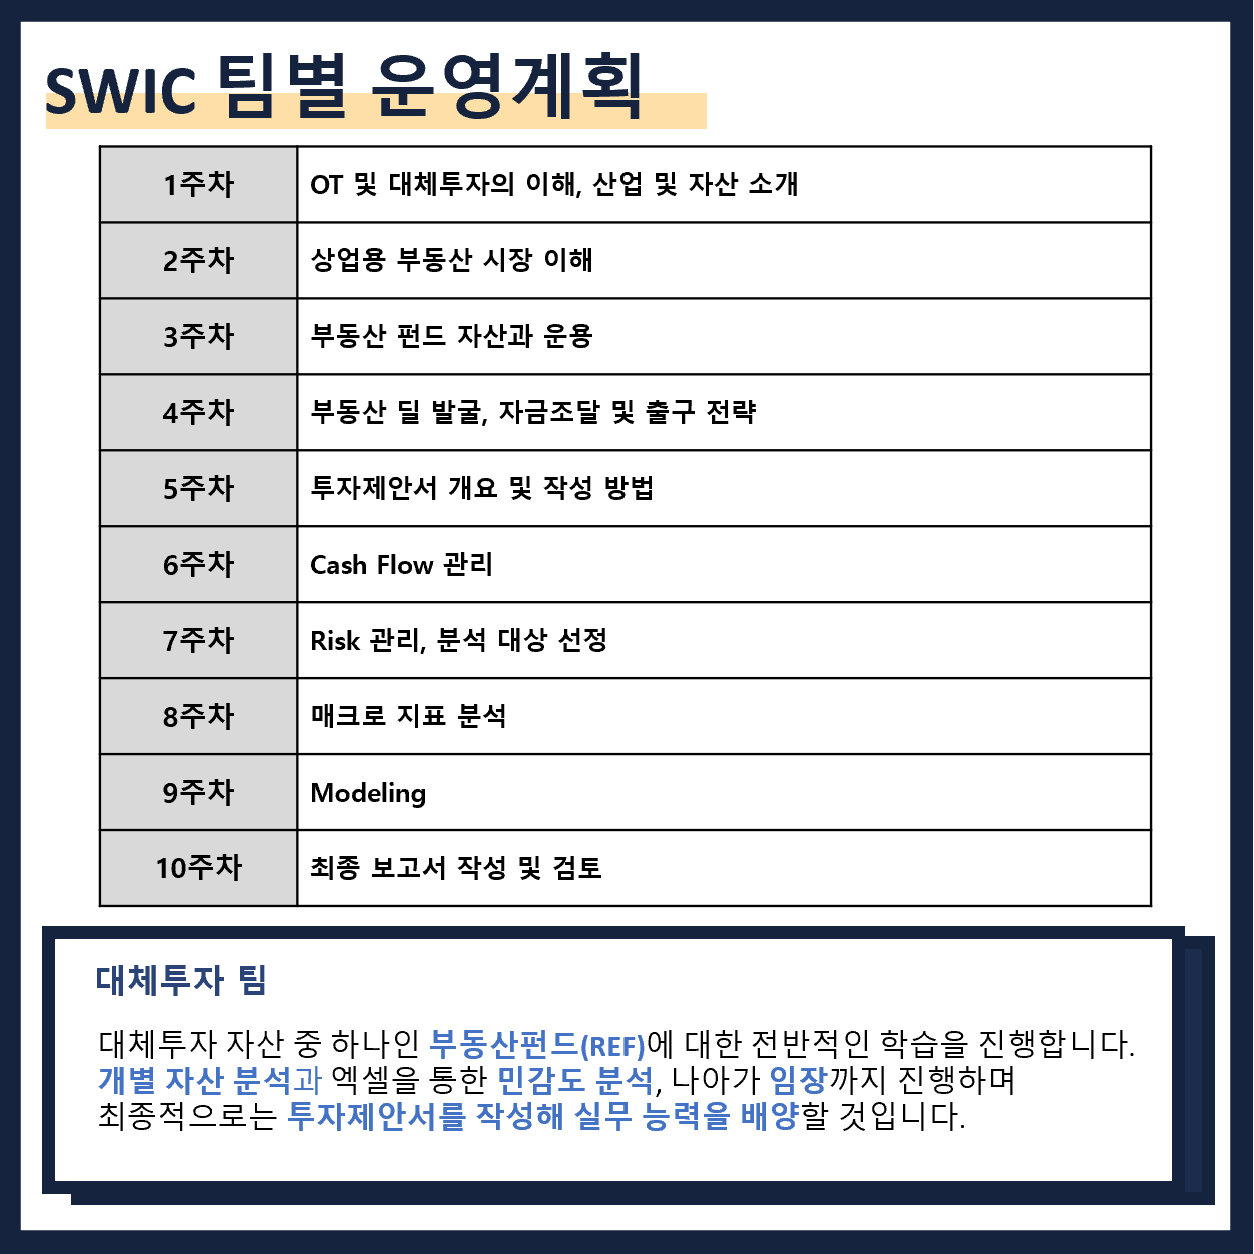 SWIC 팀별 운영계획
1주차 OT 및 대체투자의 이해, 산업 및 자산 소개
2주차 상업용 부동산 시장 이해
3주차 부동산 펀드 자산과 운용
4주차 부동산 딜 발굴, 자금조달 및 출구 전략
5주차 투자제안서 개요 및 작성 방법
6주차 Cash Flow 관리
7주차 Risk 관리, 분석 대상 선정
8주차 매크로 지표 분석
9주차 Modeling
10주차 최종 보고서 작성 및 검토
대체투자 팀
대체투자 자산 중 하나인 부동산펀드(REF)에 대한 전반적인 학습을 진행합니다.
개별 자산 분석과 엑셀을 통한 민감도 분석, 나아가 임장까지 진행하며
최종적으로는 투자제안서를 작성해 실무 능력을 배양할 것입니다.